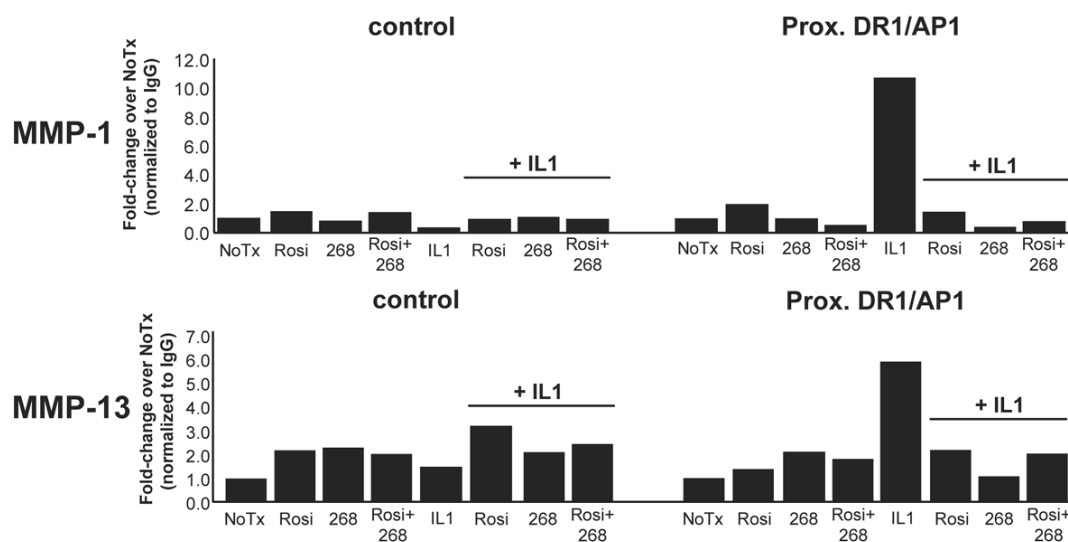 control Prox. DR1/AP1
MMP-1
Fold-change over NoTx
(normalized to IgG)
12.0
10.0
8.0
6.0
4.0
2.0
0.0
+ IL1 + IL1
NoTx Rosi 268 Rosi+ IL1 Rosi 268 Rosi+ NoTx Rosi 268 Rosi+ IL1 Rosi 268 Rosi+
268 268 268 268
control Prox. DR1/AP1
MMP-13
Fold-change over NoTx
(normalized to IgG)
7.0
6.0
5.0
4.0
3.0
2.0
1.0
0.0
+ IL1 + IL1
NoTx Rosi 268 Rosi+ IL1 Rosi 268 Rosi+ NoTx Rosi 268 Rosi+ IL1 Rosi 268 Rosi+
268 268 268 268